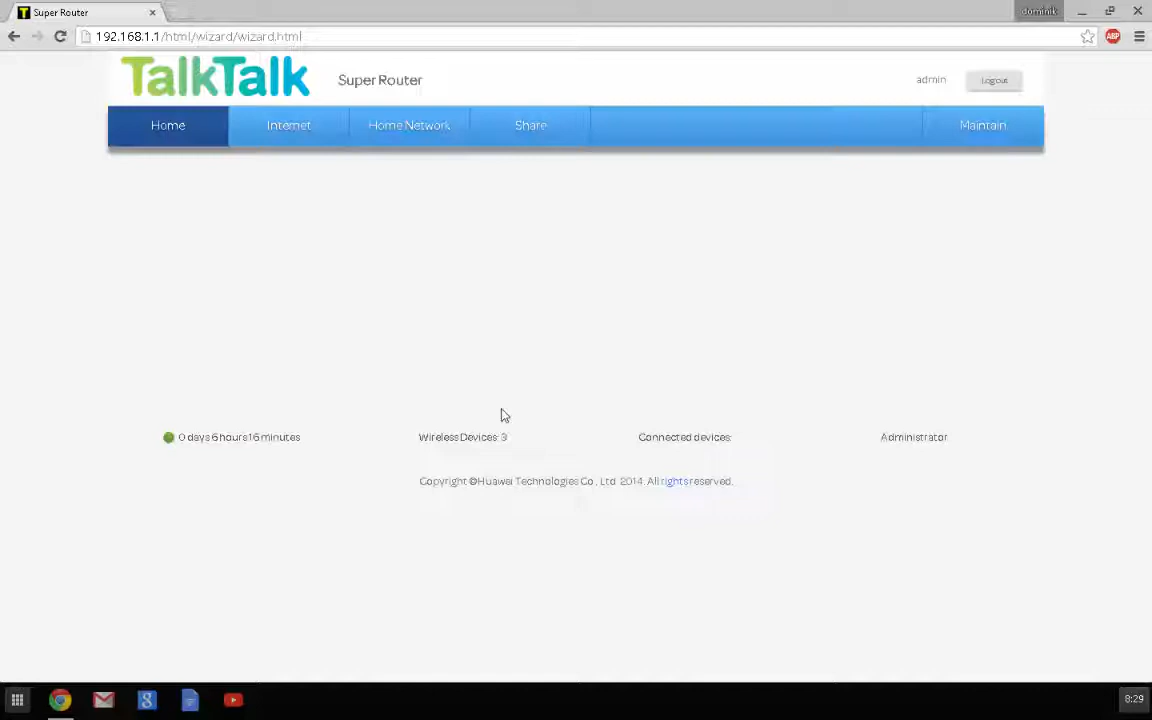 Super Router
dominik
192.168.1.1/html/wizard/wizard.html
ABP
TalkTalk
Super Router
admin
Logout
Home
Internet
Home Network
Share
Maintain
0 days 6 hours 16 minutes
Wireless Devices: 3
Connected devices:
Administrator
Copyright ©Huawei Technologies Co., Ltd. 2014. All rights reserved.
8:29